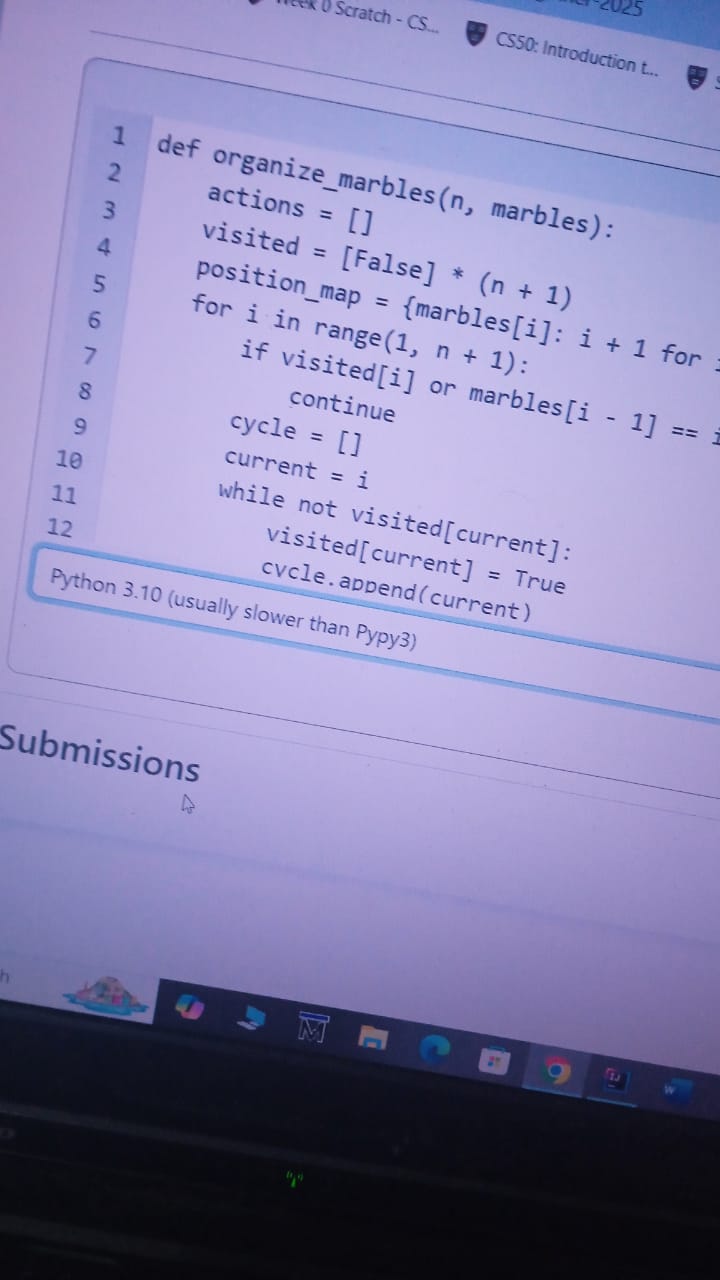 -2025
Week 0 Scratch - CS...
CS50: Introduction t...
1 def organize_marbles(n, marbles):
2 actions = []
3 visited = [False] * (n + 1)
4 position_map = {marbles[i]: i + 1 for
5 for i in range(1, n + 1):
6 if visited[i] or marbles[i - 1] ==
7 continue
8 cycle = []
9 current = i
10 while not visited[current]:
11 visited[current] = True
12 cycle.append(current)
Python 3.10 (usually slower than Pypy3)
Submissions